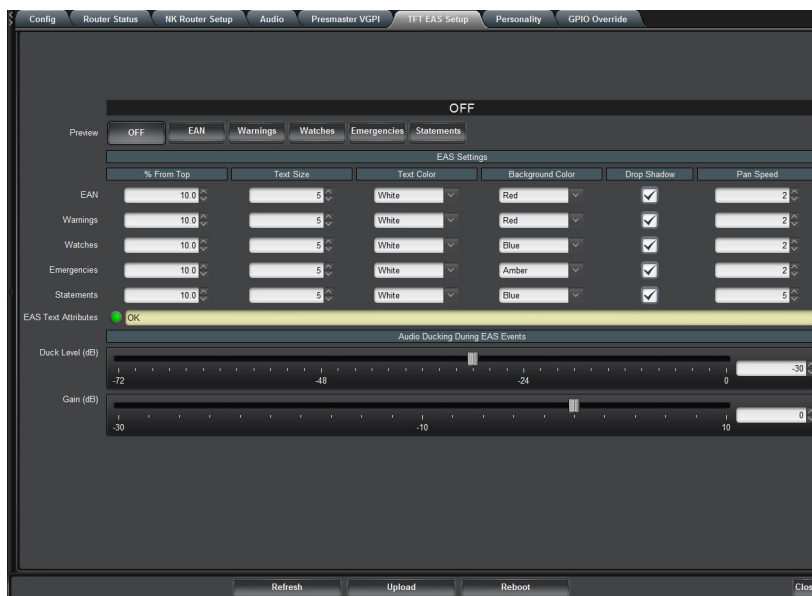 Config Router Status NK Router Setup Audio Presmaster VGPI TFT EAS Setup Personality GPIO Override
OFF
Preview OFF EAN Warnings Watches Emergencies Statements
EAS Settings
% From Top Text Size Text Color Background Color Drop Shadow Pan Speed
EAN 10.0 5 White Red 2
Warnings 10.0 5 White Red 2
Watches 10.0 5 White Blue 2
Emergencies 10.0 5 White Amber 2
Statements 10.0 5 White Blue 5
EAS Text Attributes OK
Audio Ducking During EAS Events
Duck Level (dB) -30
-72 -48 -24 0
Gain (dB) 0
-30 -10 10
Refresh Upload Reboot Clos